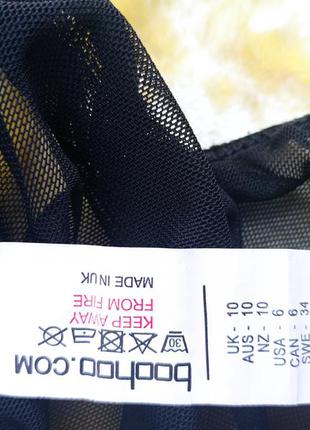 boohoo.com
30
KEEP AWAY
FROM FIRE
MADE IN UK
UK - 10
AUS - 10
NZ - 10
USA - 6
CAN - 6
SWE - 34